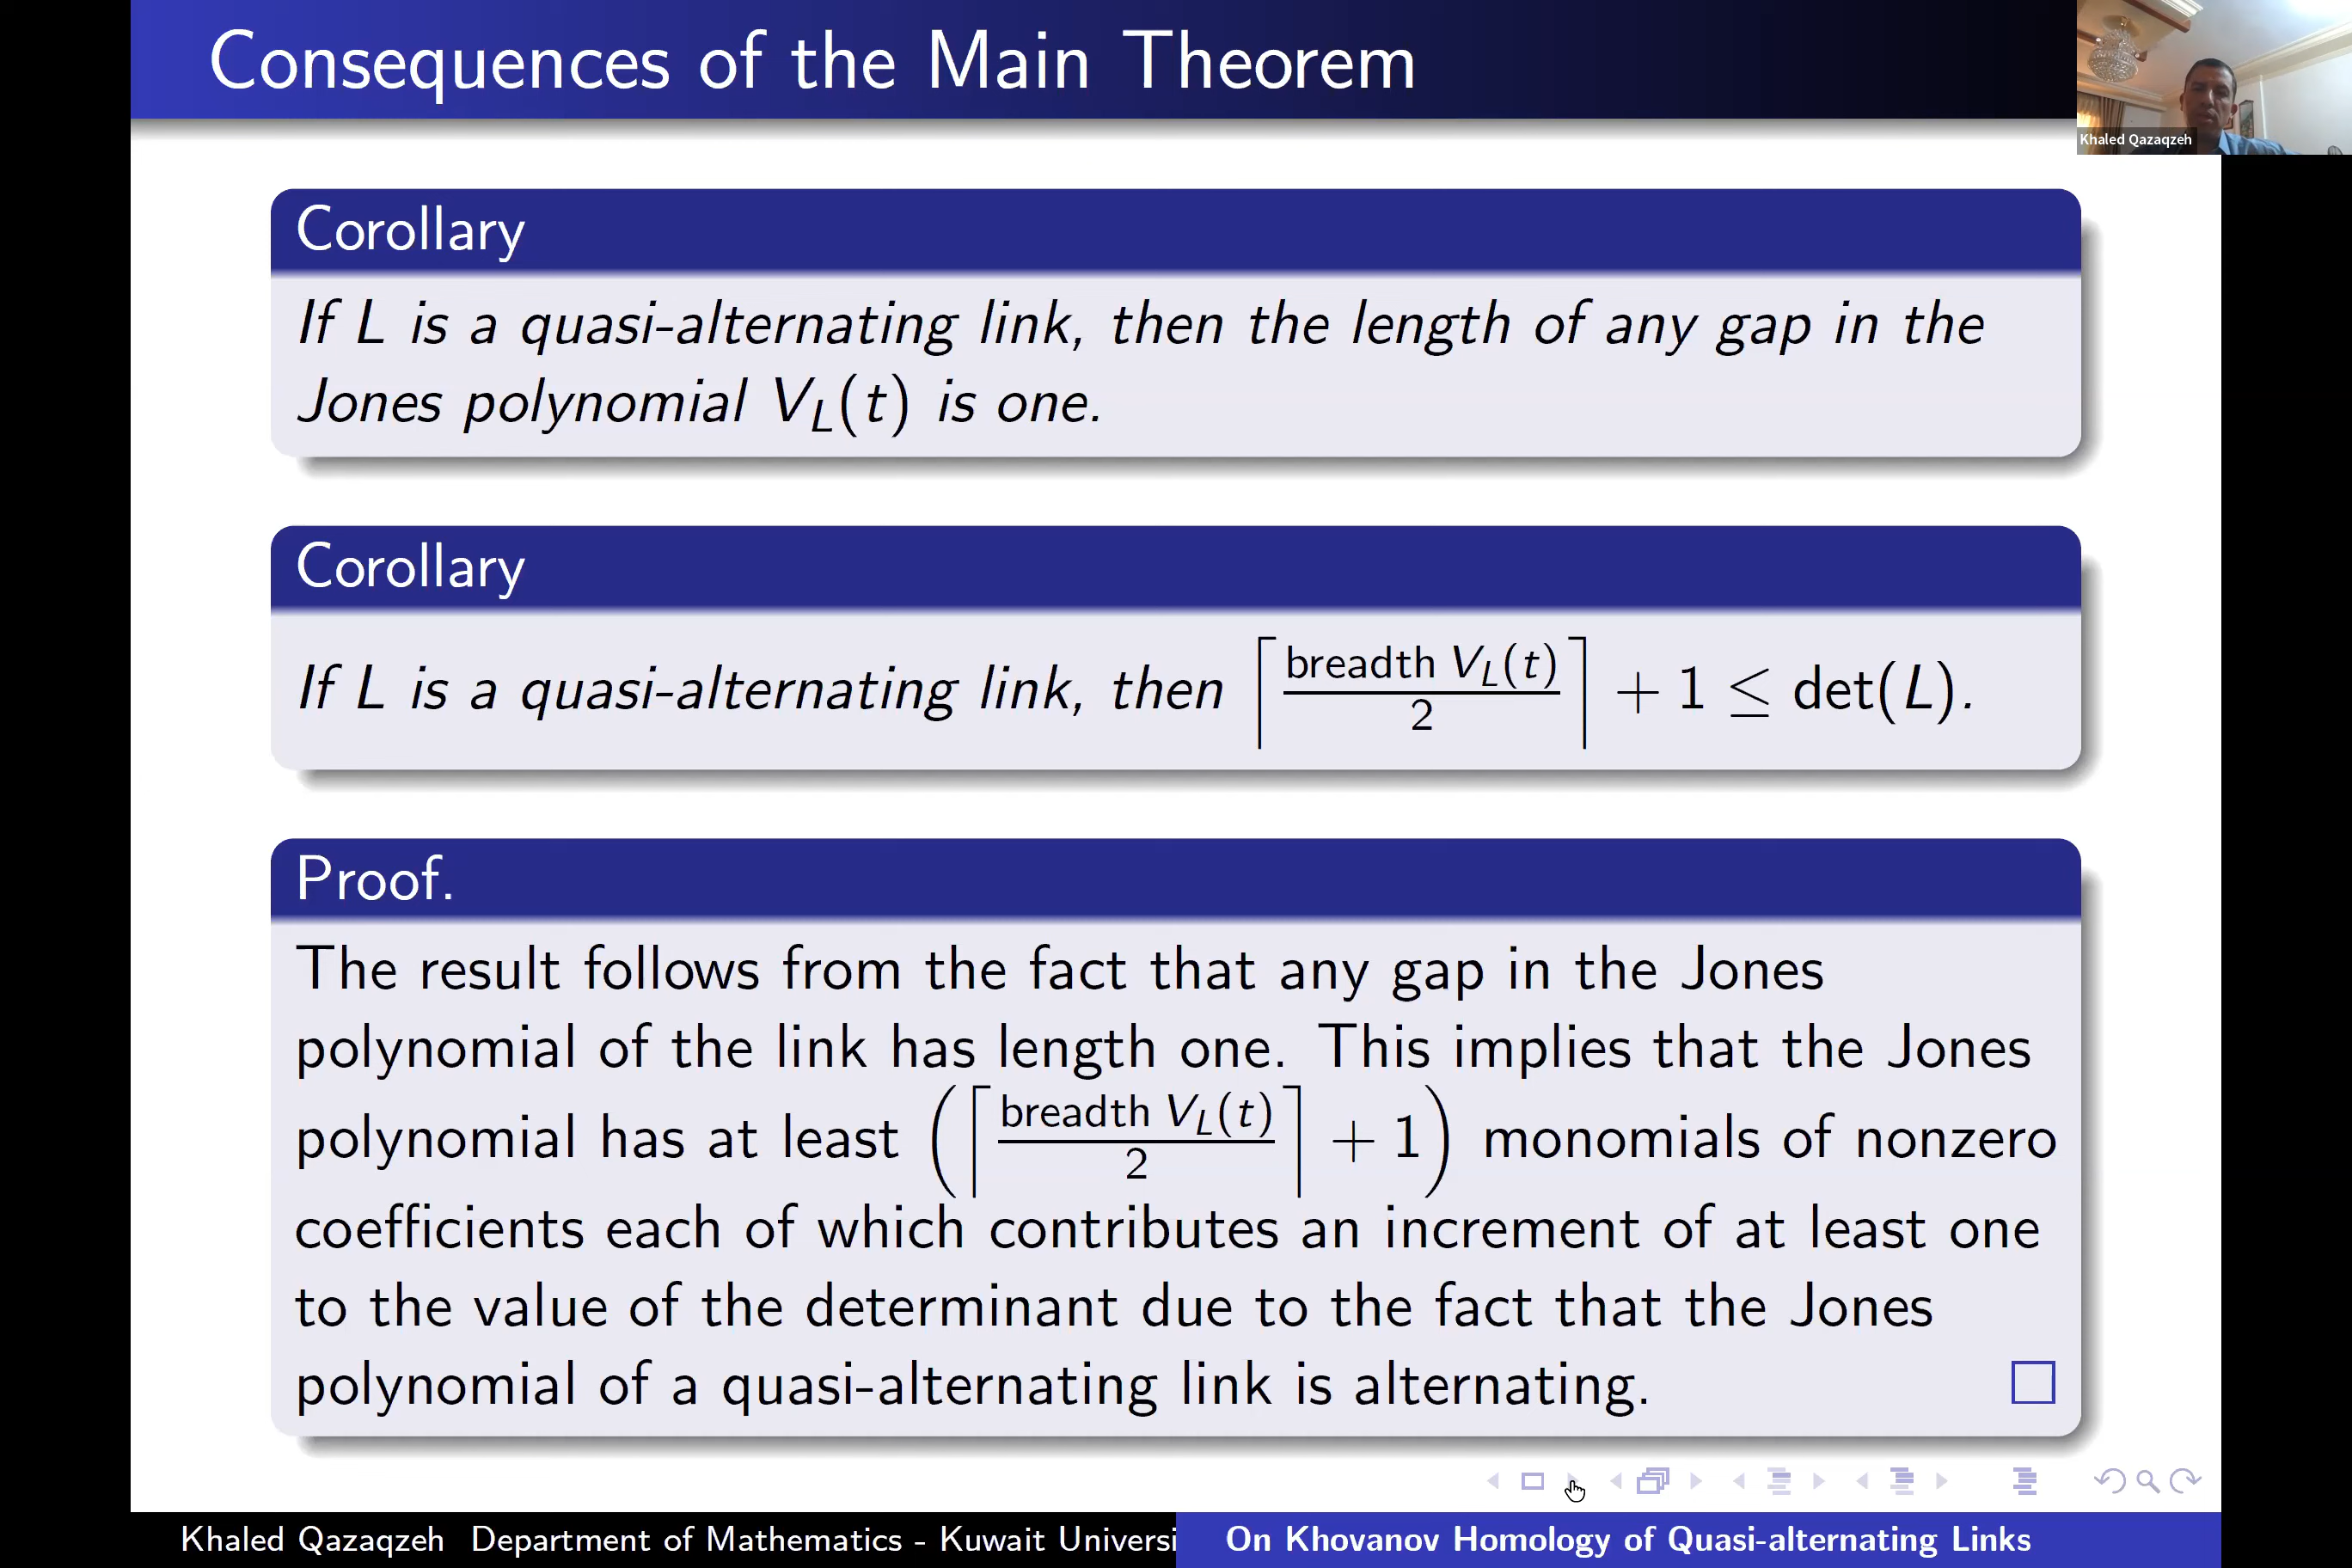 Consequences of the Main Theorem
Khaled Qazaqzeh
Corollary
If L is a quasi-alternating link, then the length of any gap in the
Jones polynomial V_L(t) is one.
Corollary
If L is a quasi-alternating link, then ⌈breadth V_L(t) / 2⌉ + 1 ≤ det(L).
Proof.
The result follows from the fact that any gap in the Jones
polynomial of the link has length one. This implies that the Jones
polynomial has at least (⌈breadth V_L(t) / 2⌉ + 1) monomials of nonzero
coefficients each of which contributes an increment of at least one
to the value of the determinant due to the fact that the Jones
polynomial of a quasi-alternating link is alternating. □
Khaled Qazaqzeh Department of Mathematics - Kuwait Universi
On Khovanov Homology of Quasi-alternating Links